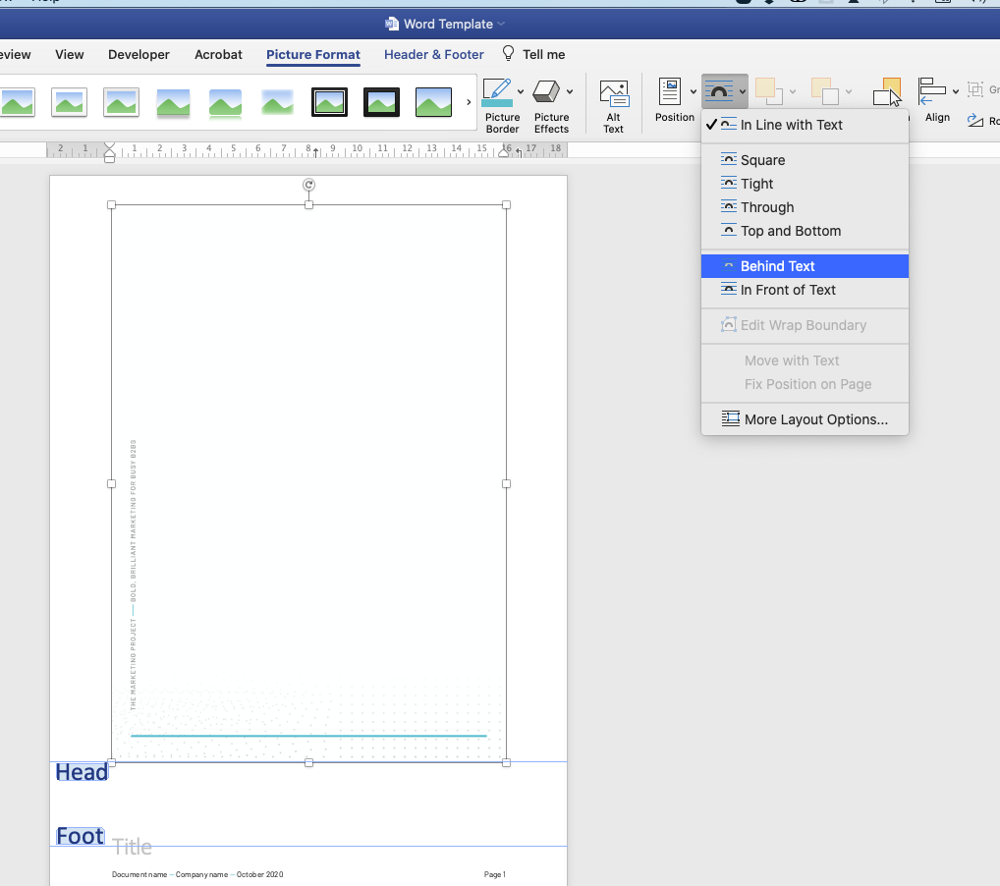 Help
Word Template
eview View Developer Acrobat Picture Format Header & Footer Tell me
Picture Border
Picture Effects
Alt Text
Position
Align
Gr
Ro
2 1 1 2 3 4 5 6 7 8 9 10 11 12 13 14 15 16 17 18
In Line with Text
Square
Tight
Through
Top and Bottom
Behind Text
In Front of Text
Edit Wrap Boundary
Move with Text
Fix Position on Page
More Layout Options...
THE MARKETING PROJECT — BOLD, BRILLIANT MARKETING FOR BUSY B2BS
Head
Foot
Title
Document name – Company name – October 2020 Page 1